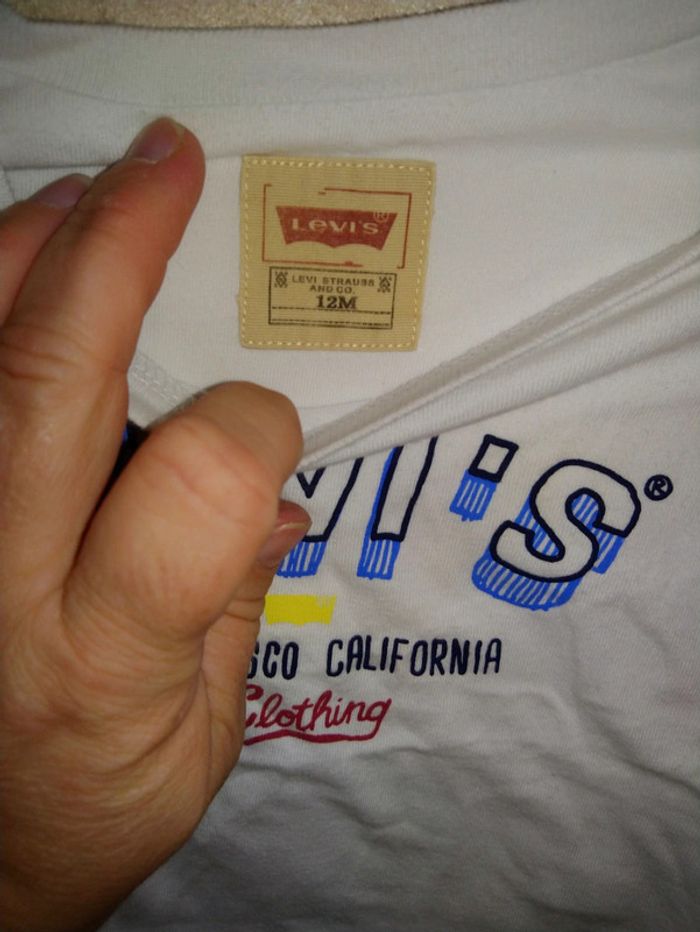 LEVI'S ®
LEVI STRAUSS
AND CO.
12M
VI'S ®
SCO CALIFORNIA
Clothing